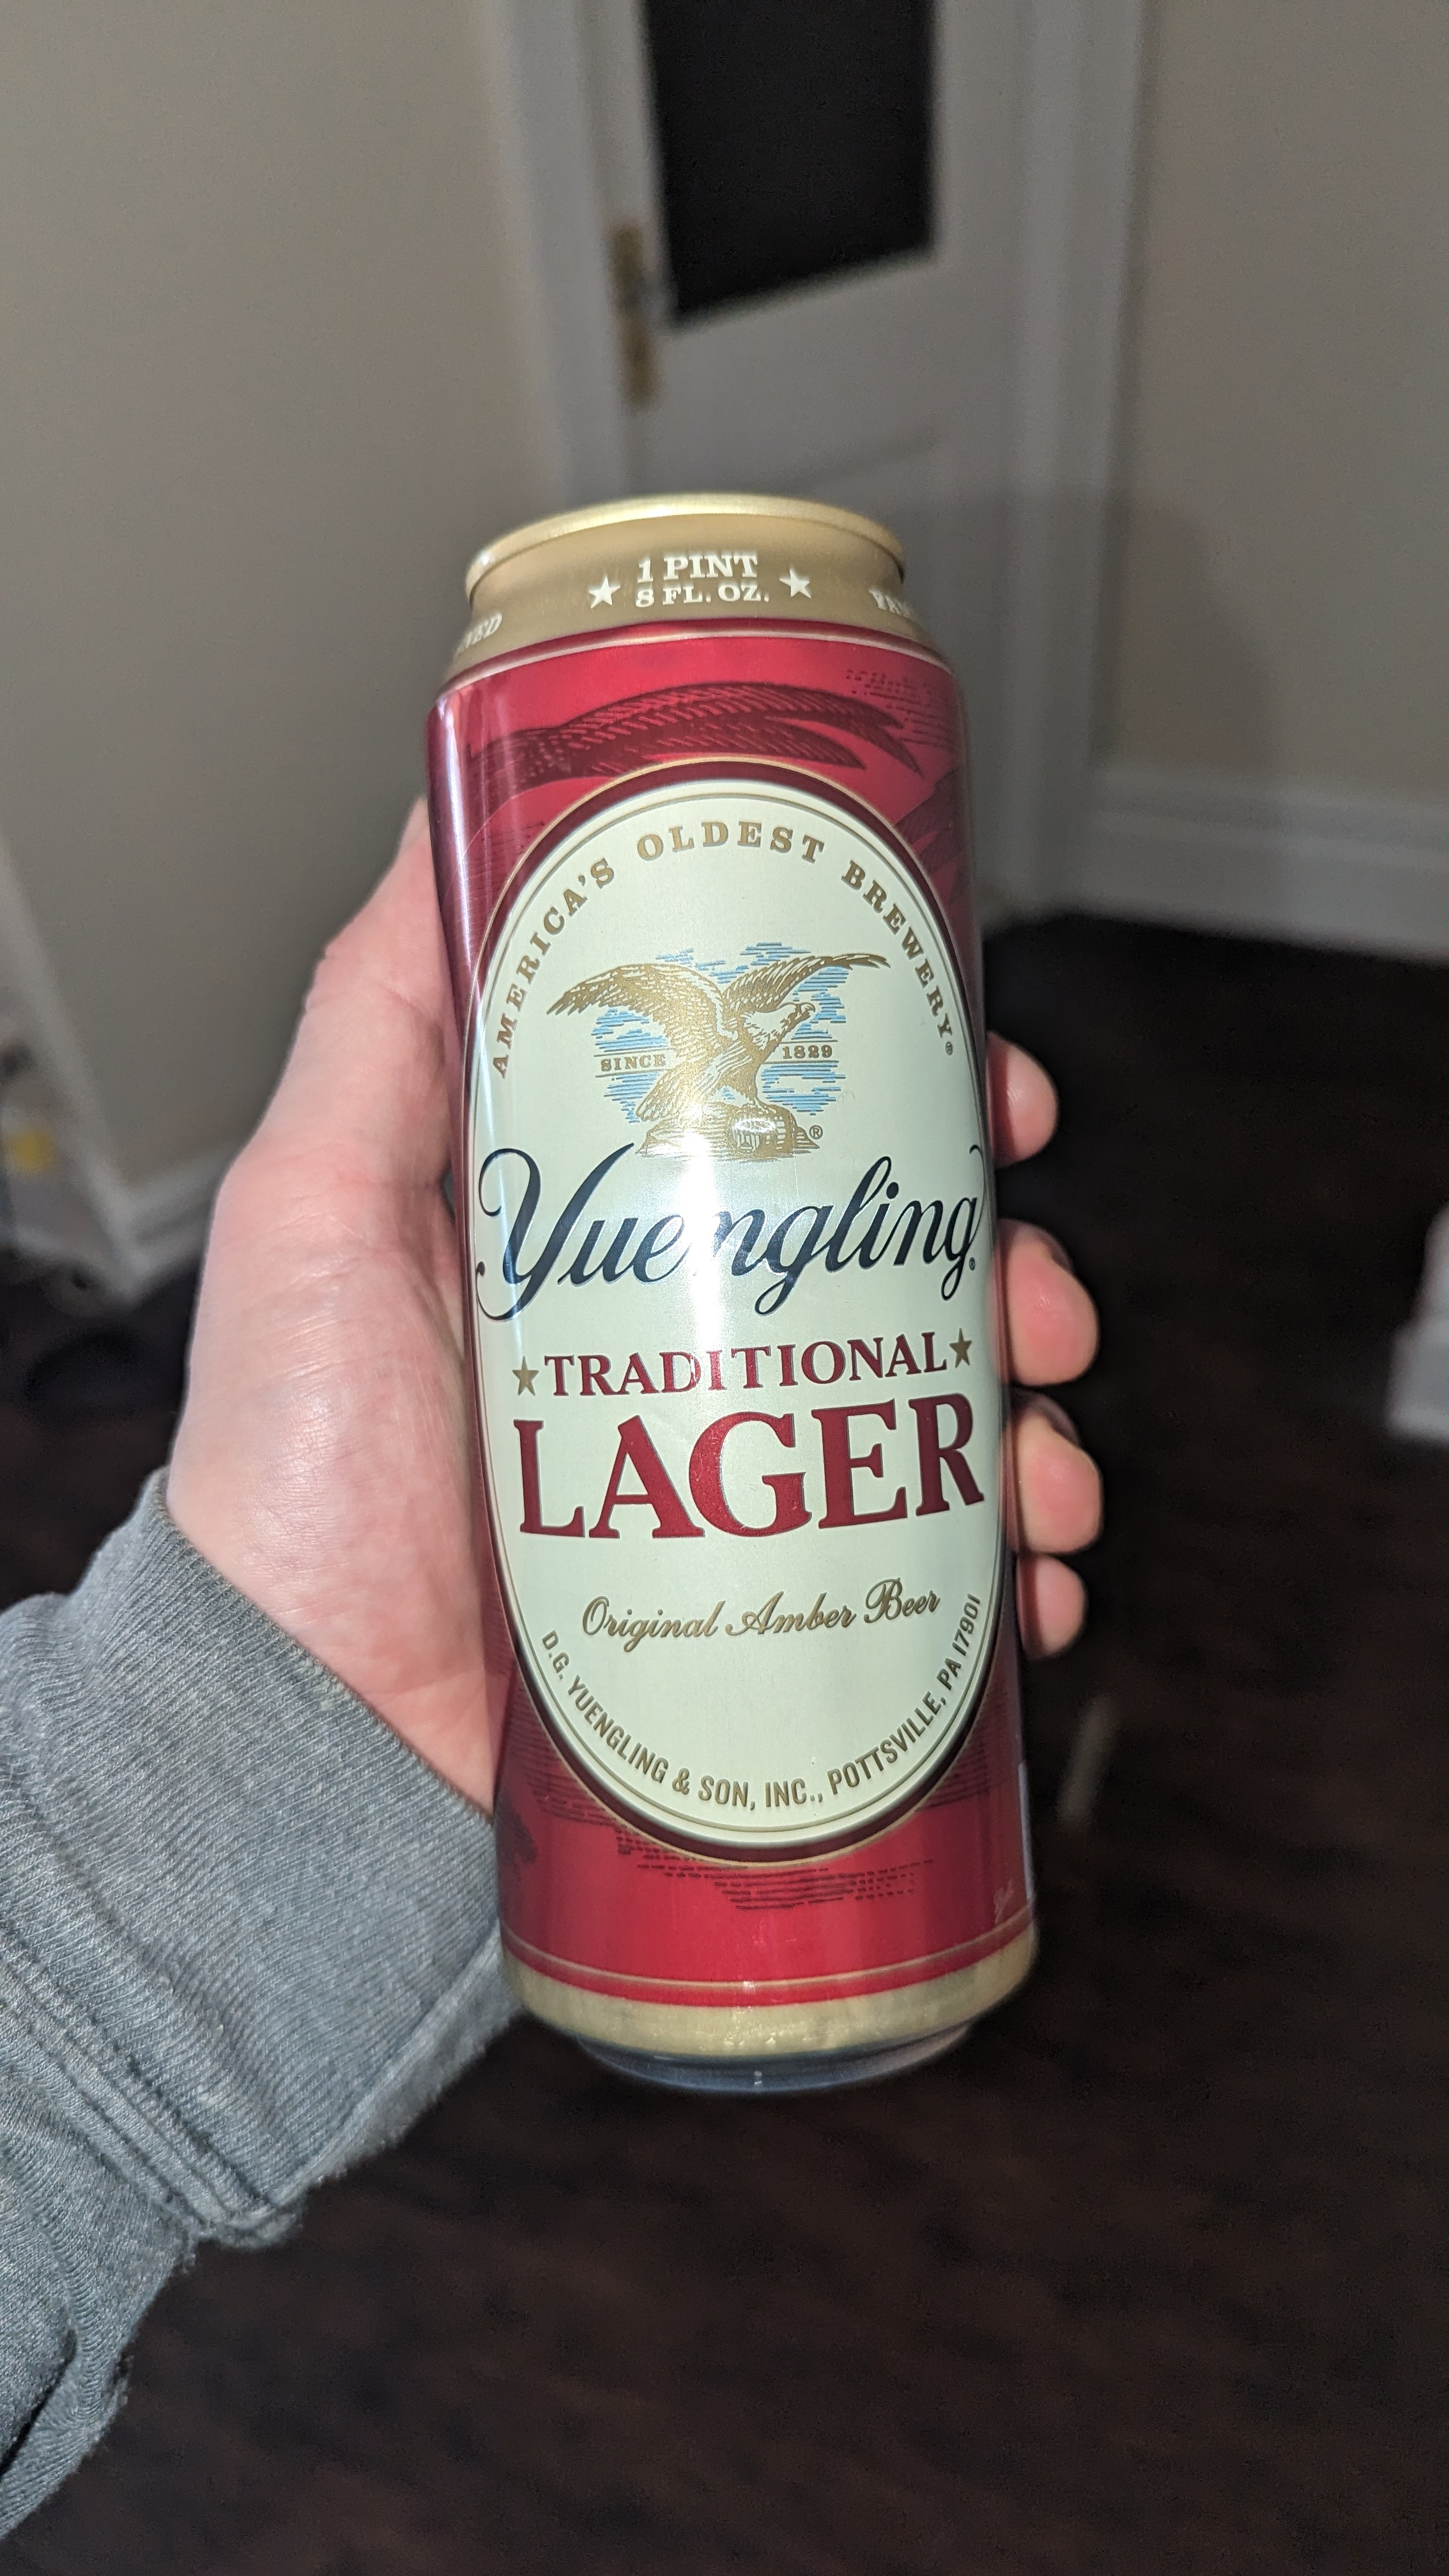 1 PINT
8 FL. OZ.
AMERICA'S OLDEST BREWERY®
SINCE 1829
®
Yuengling®
TRADITIONAL
LAGER
Original Amber Beer
D.G. YUENGLING & SON, INC., POTTSVILLE, PA 17901